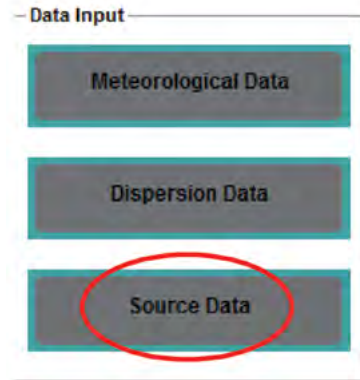 Data Input
Meteorological Data
Dispersion Data
Source Data